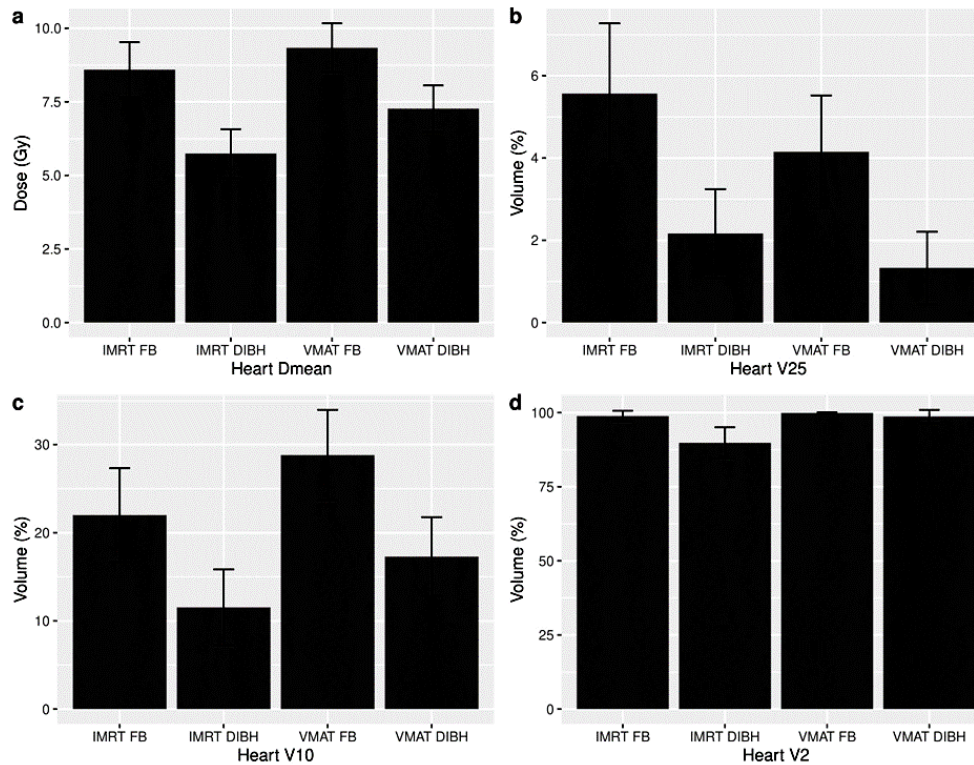 a
Dose (Gy)
10.0
7.5
5.0
2.5
0.0
IMRT FB IMRT DIBH VMAT FB VMAT DIBH
Heart Dmean
b
Volume (%)
6
4
2
0
IMRT FB IMRT DIBH VMAT FB VMAT DIBH
Heart V25
c
Volume (%)
30
20
10
0
IMRT FB IMRT DIBH VMAT FB VMAT DIBH
Heart V10
d
Volume (%)
100
75
50
25
0
IMRT FB IMRT DIBH VMAT FB VMAT DIBH
Heart V2